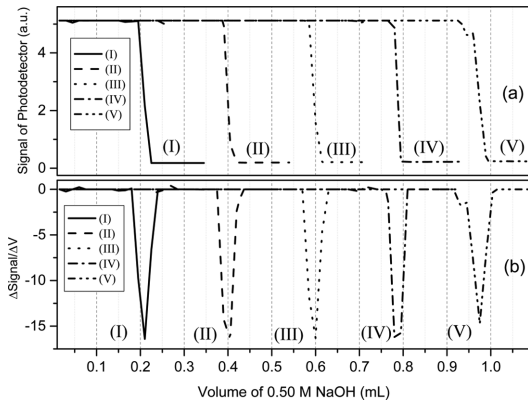 Signal of Photodetector (a.u.)
4
2
0
(I)
(II)
(III)
(IV)
(V)
(a)
(I)
(II)
(III)
(IV)
(V)
ΔSignal/ΔV
0
-5
-10
-15
(I)
(II)
(III)
(IV)
(V)
(b)
(I)
(II)
(III)
(IV)
(V)
0.1 0.2 0.3 0.4 0.5 0.6 0.7 0.8 0.9 1.0
Volume of 0.50 M NaOH (mL)